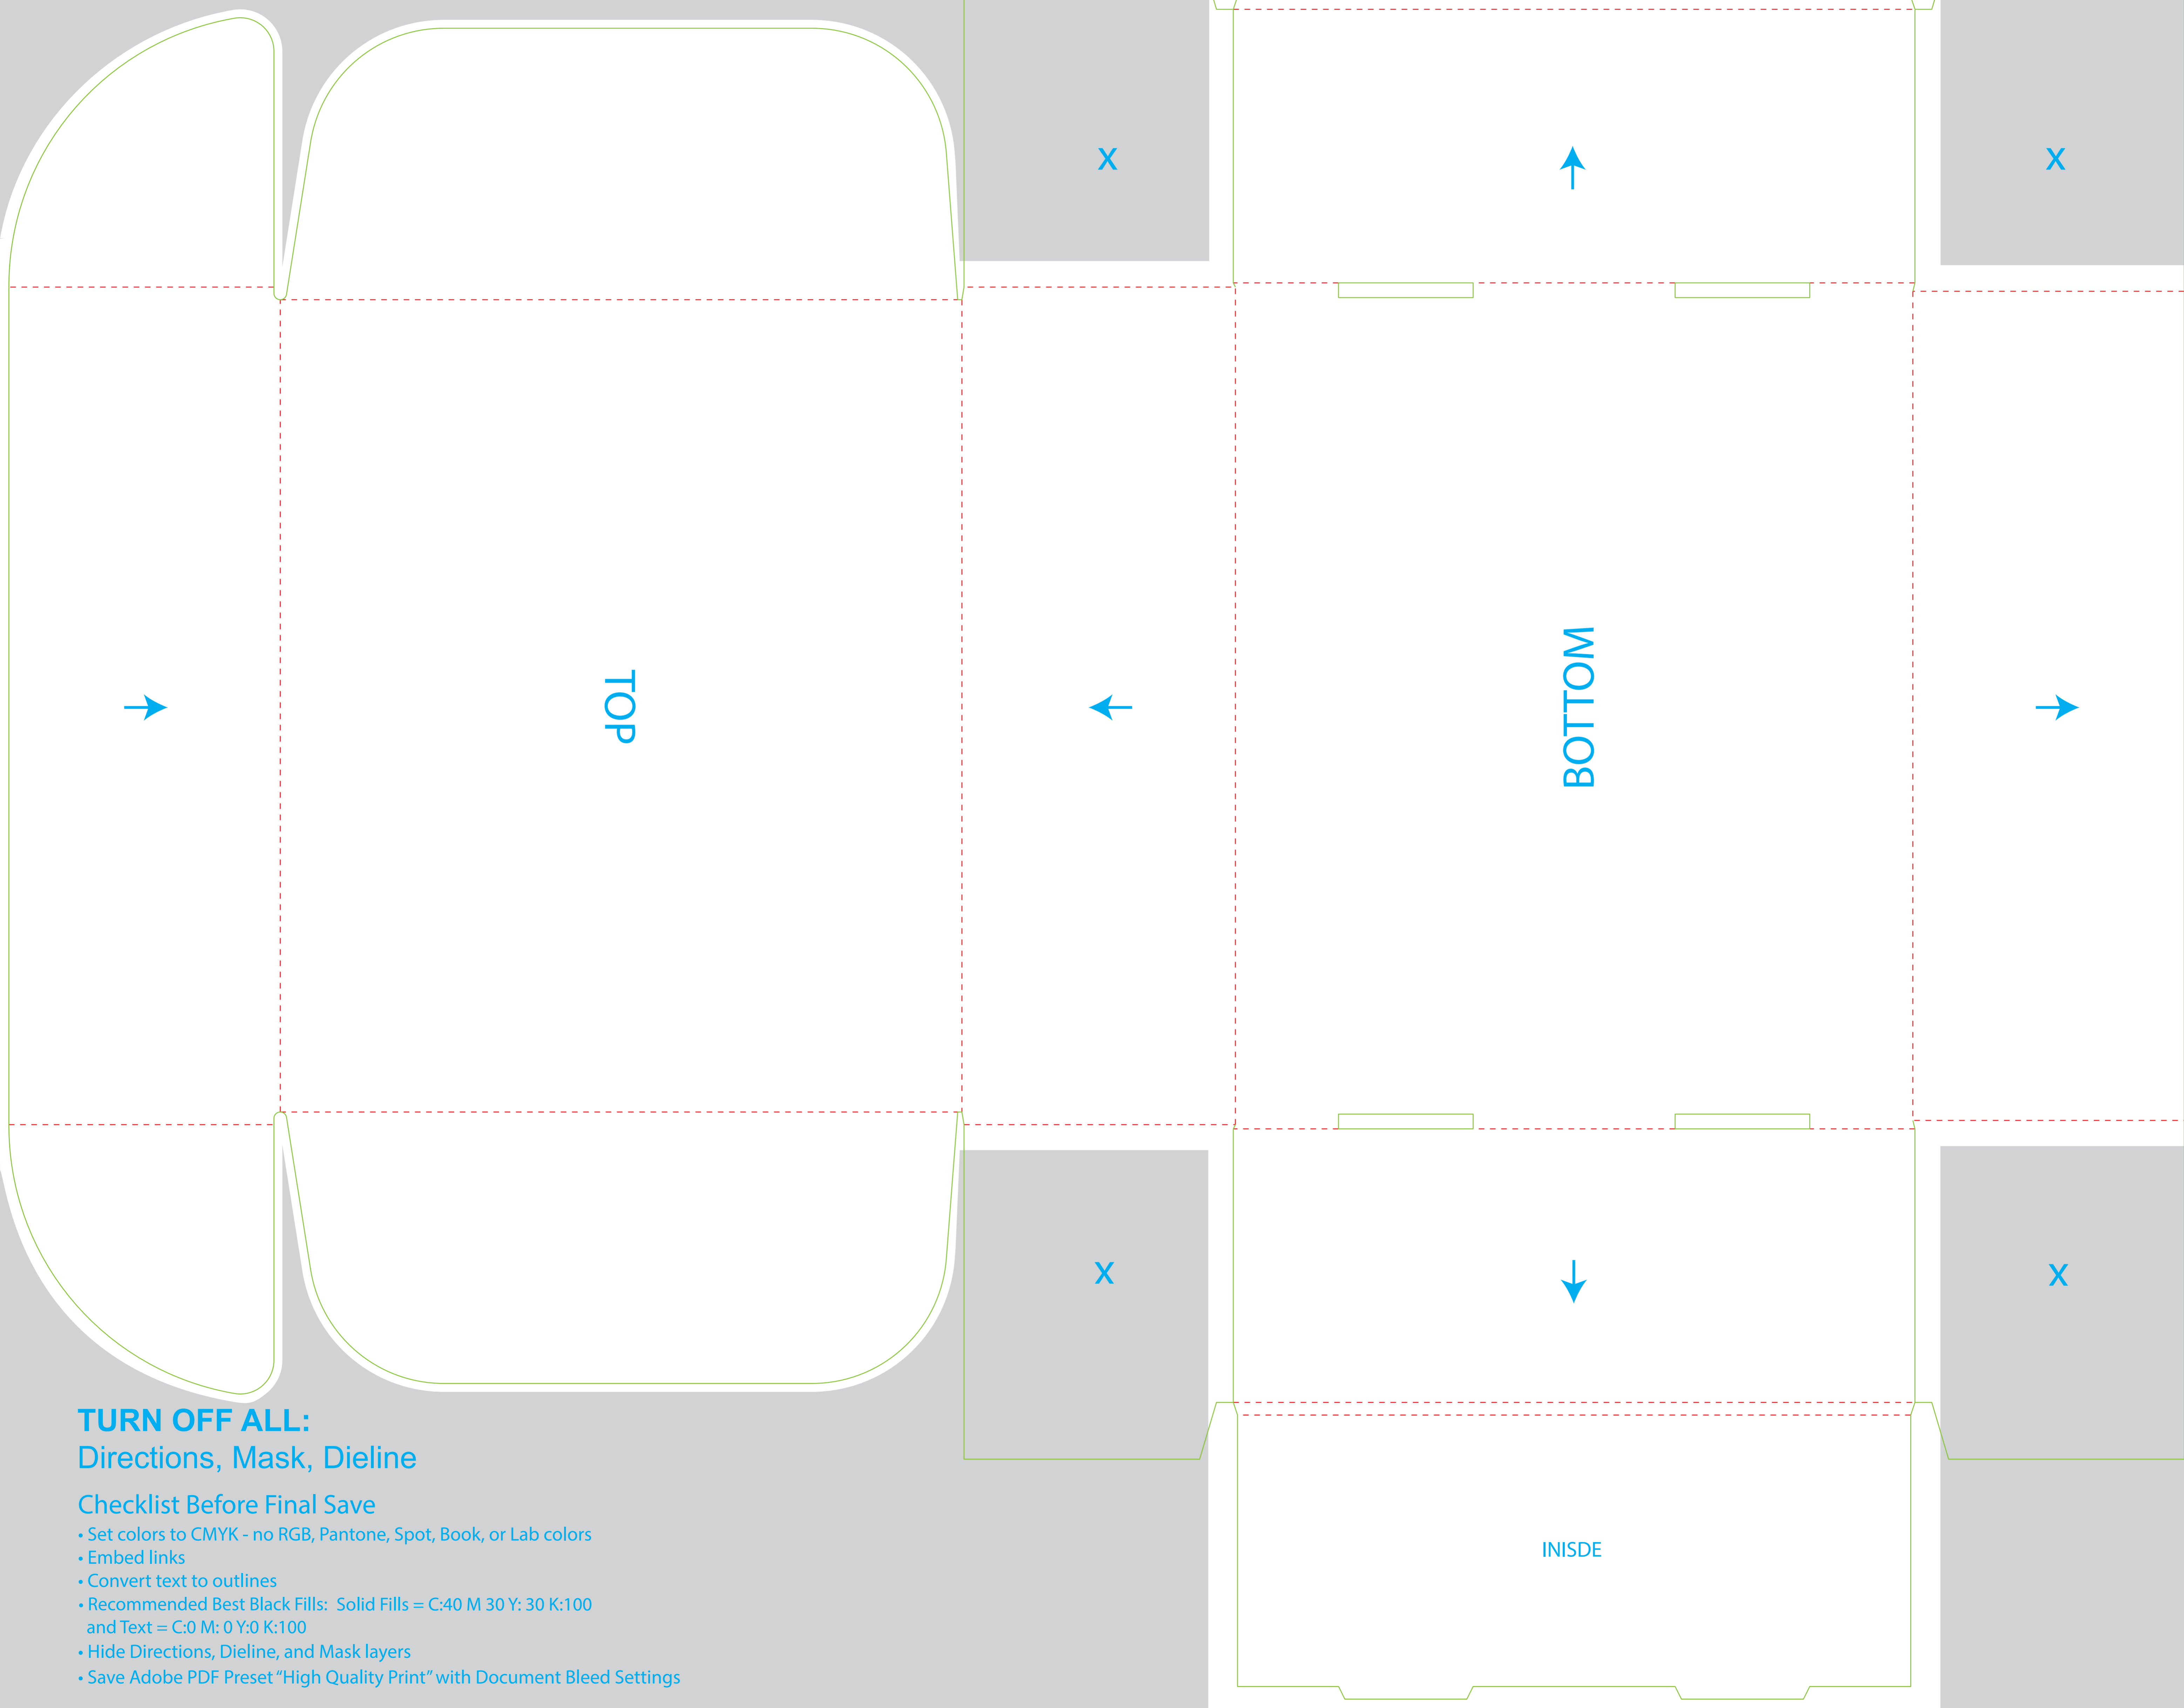 X
X
TOP
BOTTOM
X
X
TURN OFF ALL:
Directions, Mask, Dieline
Checklist Before Final Save
• Set colors to CMYK - no RGB, Pantone, Spot, Book, or Lab colors
• Embed links
• Convert text to outlines
• Recommended Best Black Fills:  Solid Fills = C:40 M 30 Y: 30 K:100
and Text = C:0 M: 0 Y:0 K:100
• Hide Directions, Dieline, and Mask layers
• Save Adobe PDF Preset “High Quality Print” with Document Bleed Settings
INISDE